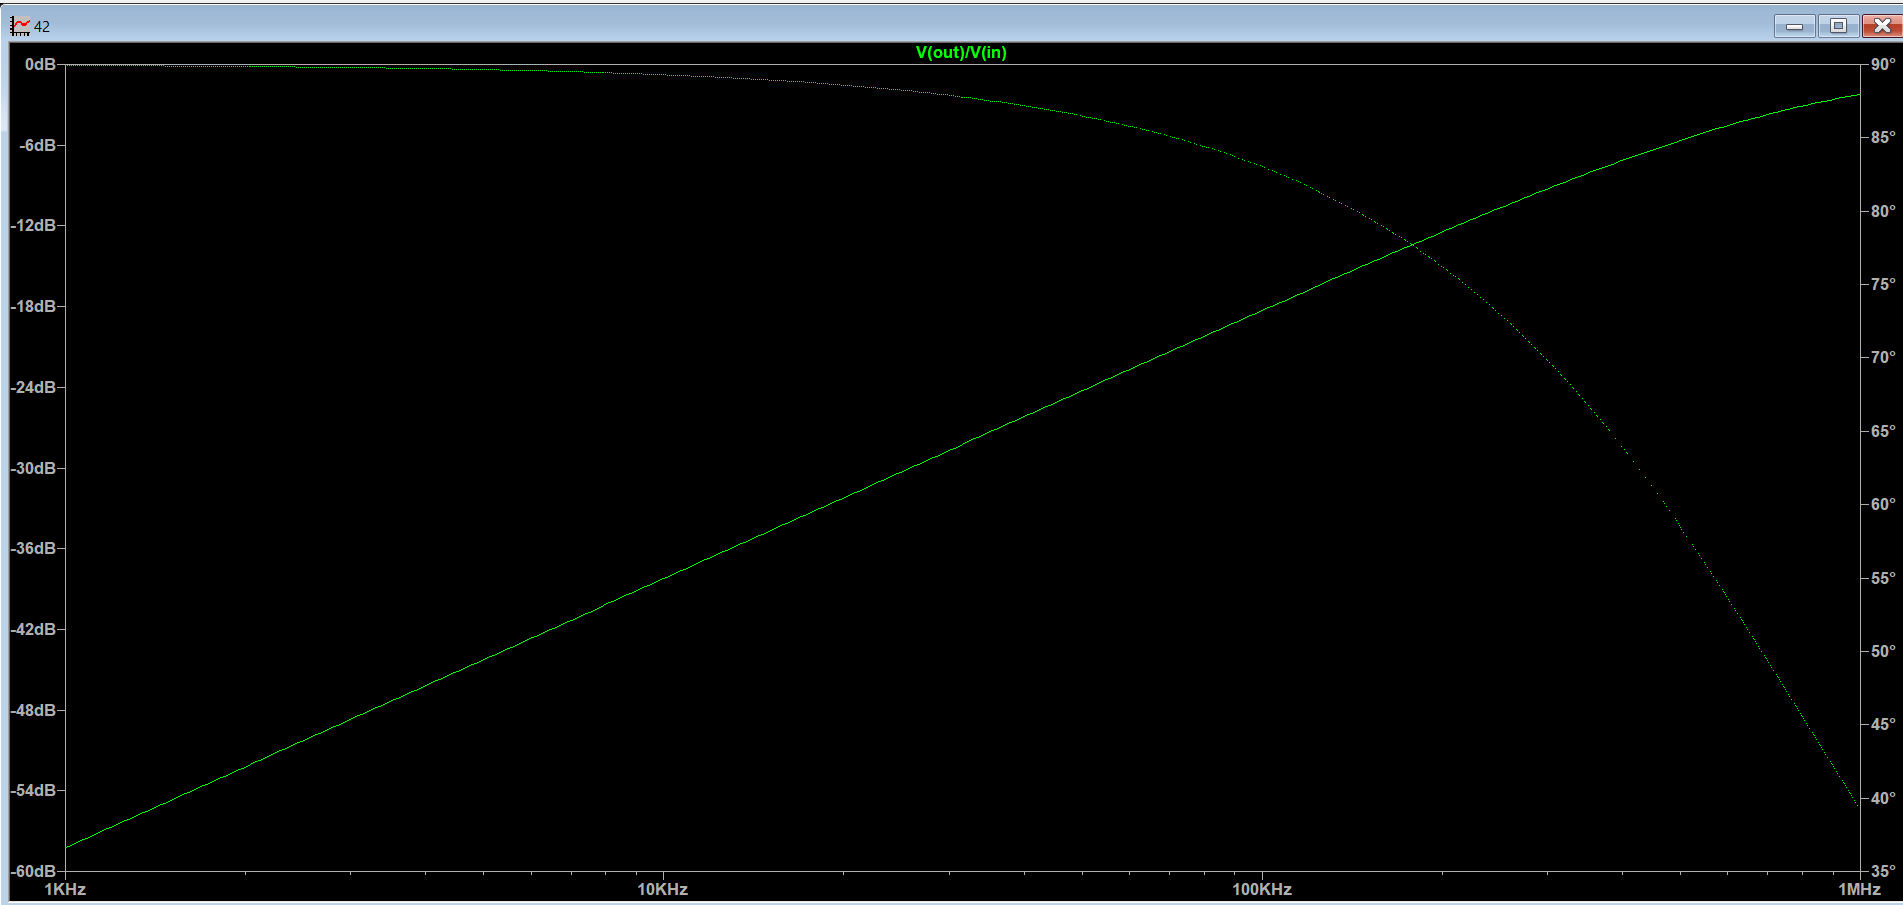 42
V(out)/V(in)
0dB
-6dB
-12dB
-18dB
-24dB
-30dB
-36dB
-42dB
-48dB
-54dB
-60dB
90°
85°
80°
75°
70°
65°
60°
55°
50°
45°
40°
35°
1KHz 10KHz 100KHz 1MHz